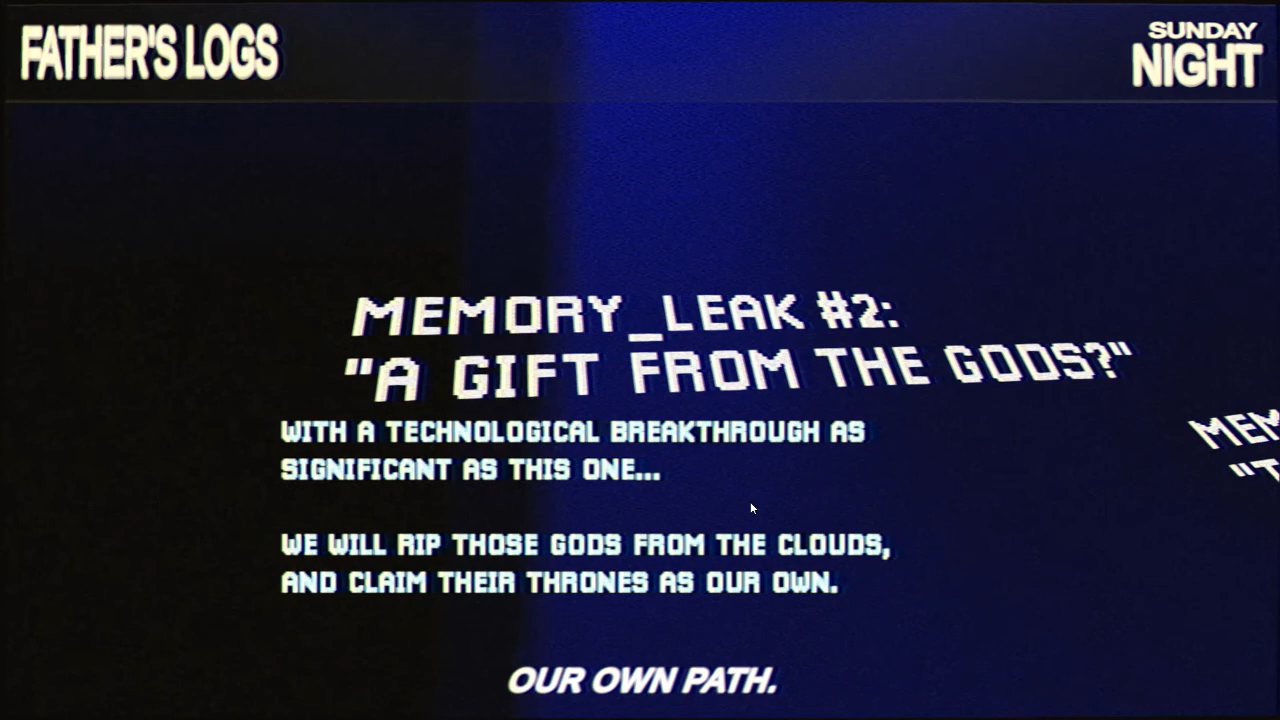 FATHER'S LOGS
SUNDAY
NIGHT
MEMORY_LEAK #2:
"A GIFT FROM THE GODS?"
WITH A TECHNOLOGICAL BREAKTHROUGH AS
SIGNIFICANT AS THIS ONE...
WE WILL RIP THOSE GODS FROM THE CLOUDS,
AND CLAIM THEIR THRONES AS OUR OWN.
OUR OWN PATH.